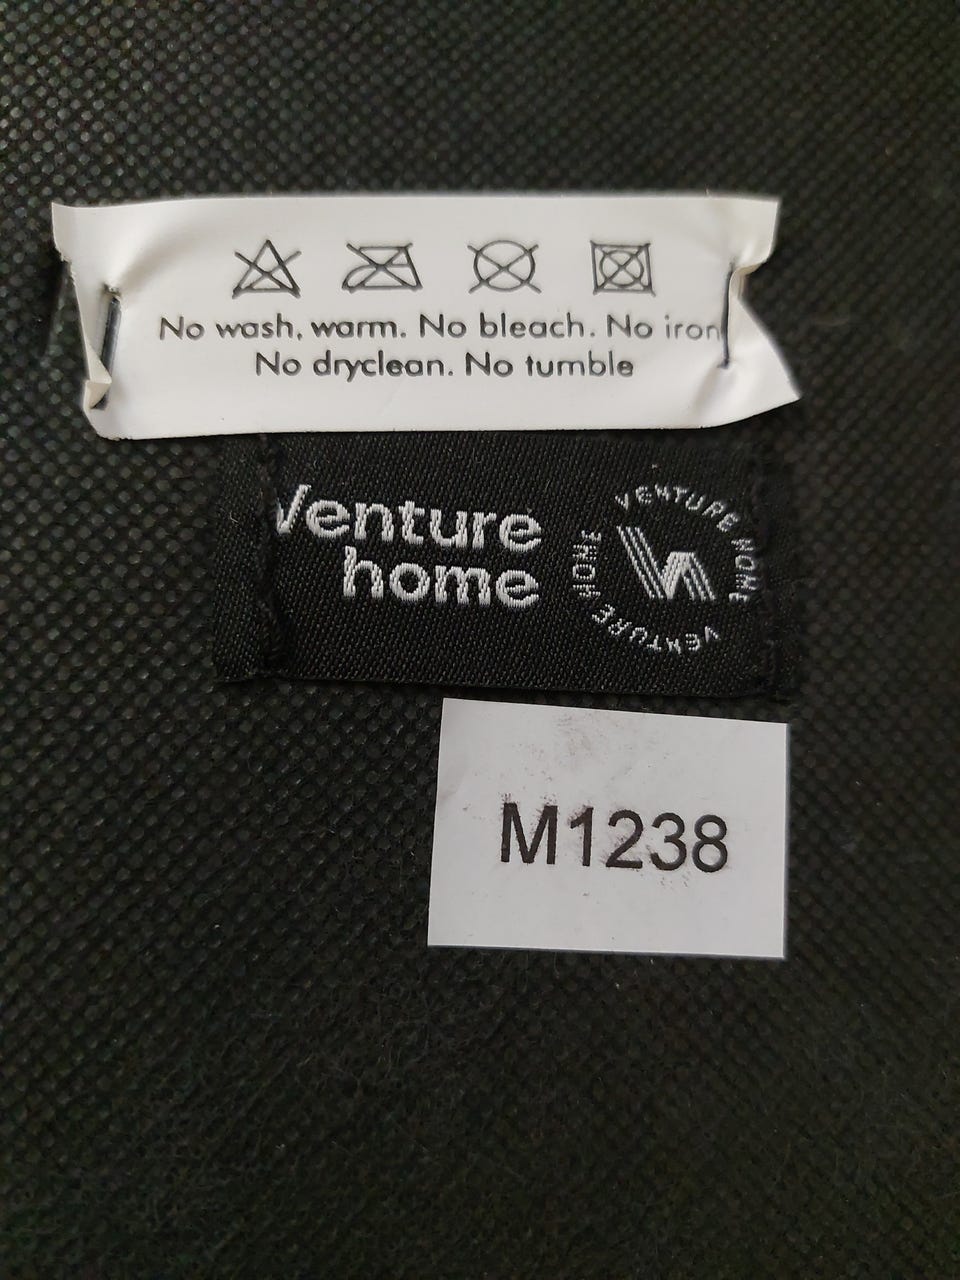 No wash, warm. No bleach. No iron
No dryclean. No tumble
Venture
home
VENTURE HOME VENTURE HOME
M1238